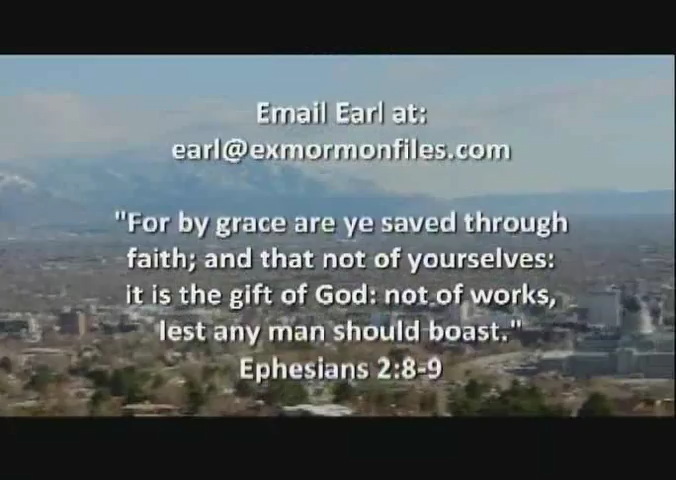 Email Earl at:
earl@exmormonfiles.com
"For by grace are ye saved through
faith; and that not of yourselves:
it is the gift of God: not of works,
lest any man should boast."
Ephesians 2:8-9